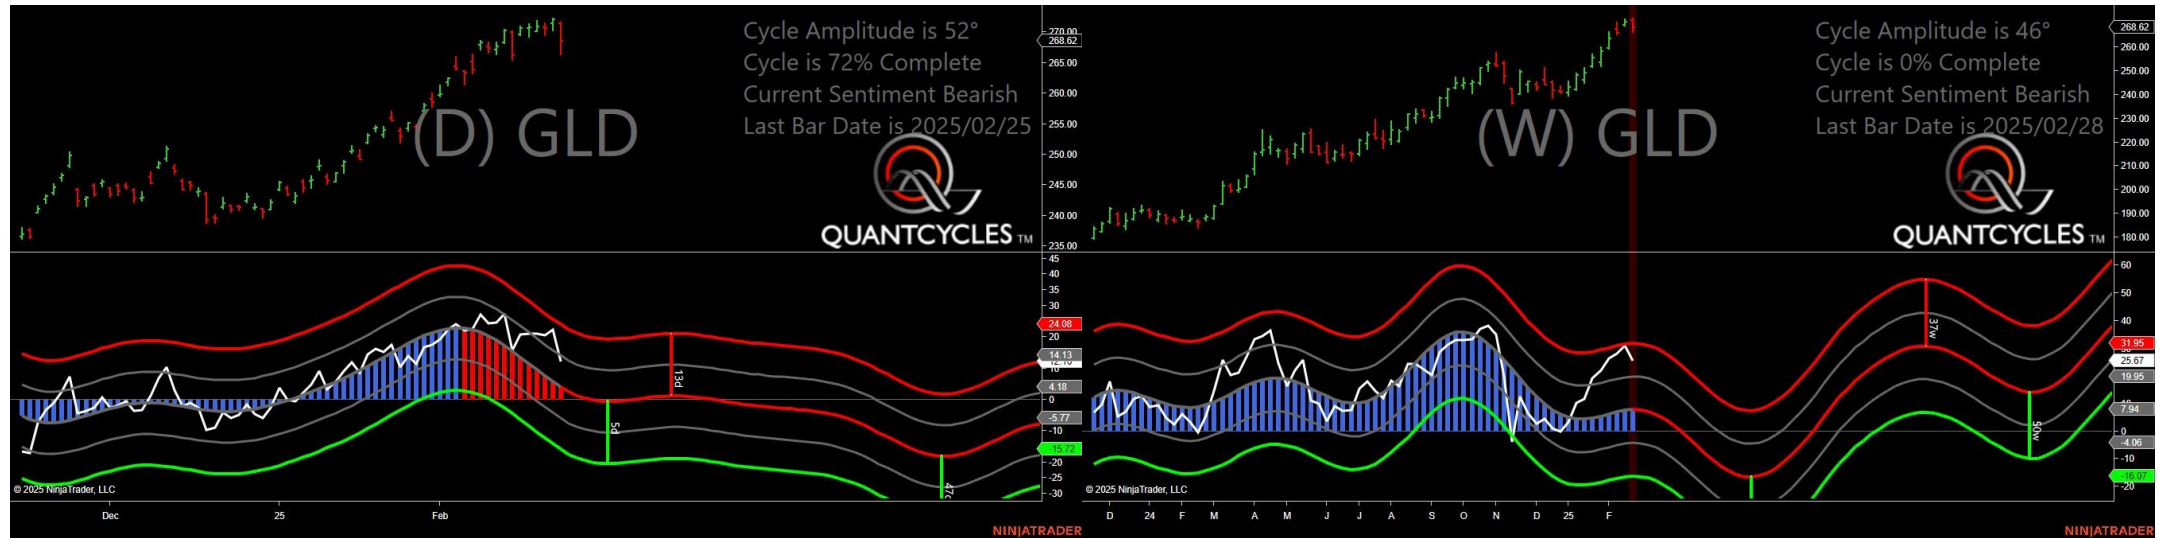 Cycle Amplitude is 52°
Cycle is 72% Complete
Current Sentiment Bearish
Last Bar Date is 2025/02/25
(D) GLD
QUANTCYCLES TM
270.00
268.62
265.00
260.00
255.00
250.00
245.00
240.00
235.00
45
40
35
30
24.08
20
14.13
10
4.18
0
-5.77
-10
-15.72
-20
-25
-30
13d
5d
© 2025 NinjaTrader, LLC
Dec
25
Feb
NINJATRADER
Cycle Amplitude is 46°
Cycle is 0% Complete
Current Sentiment Bearish
Last Bar Date is 2025/02/28
(W) GLD
QUANTCYCLES TM
268.62
260.00
250.00
240.00
230.00
220.00
210.00
200.00
190.00
180.00
60
50
40
31.95
25.67
19.95
7.94
0
-4.06
-10
-16.07
-20
37w
50w
© 2025 NinjaTrader, LLC
D
24
F
M
A
M
J
J
A
S
O
N
D
25
F
NINJATRADER